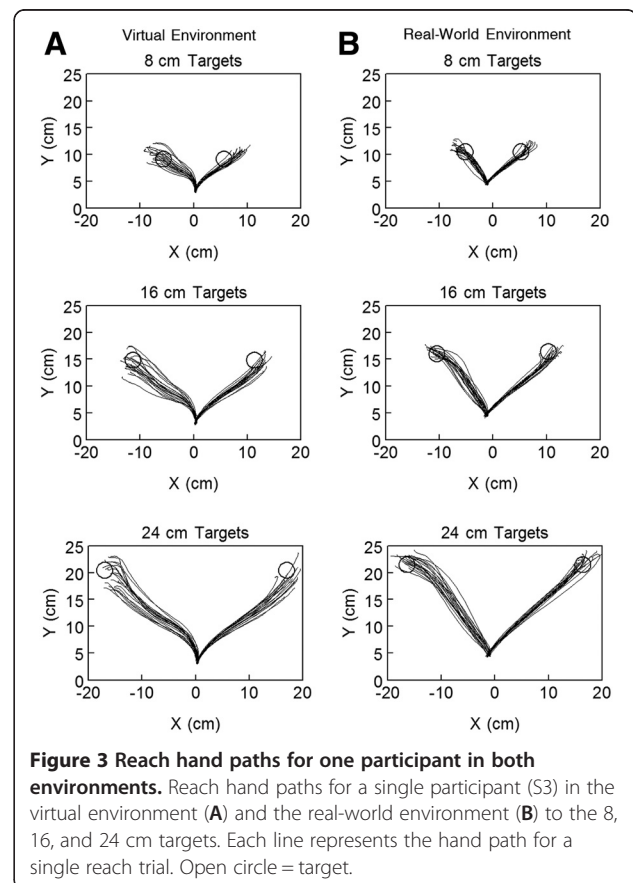 A
Virtual Environment
8 cm Targets
25
20
15
10
5
0
Y (cm)
-20 -10 0 10 20
X (cm)
B
Real-World Environment
8 cm Targets
25
20
15
10
5
0
Y (cm)
-20 -10 0 10 20
X (cm)
16 cm Targets
25
20
15
10
5
0
Y (cm)
-20 -10 0 10 20
X (cm)
16 cm Targets
25
20
15
10
5
0
Y (cm)
-20 -10 0 10 20
X (cm)
24 cm Targets
25
20
15
10
5
0
Y (cm)
-20 -10 0 10 20
X (cm)
24 cm Targets
25
20
15
10
5
0
Y (cm)
-20 -10 0 10 20
X (cm)
Figure 3 Reach hand paths for one participant in both
environments. Reach hand paths for a single participant (S3) in the
virtual environment (A) and the real-world environment (B) to the 8,
16, and 24 cm targets. Each line represents the hand path for a
single reach trial. Open circle = target.